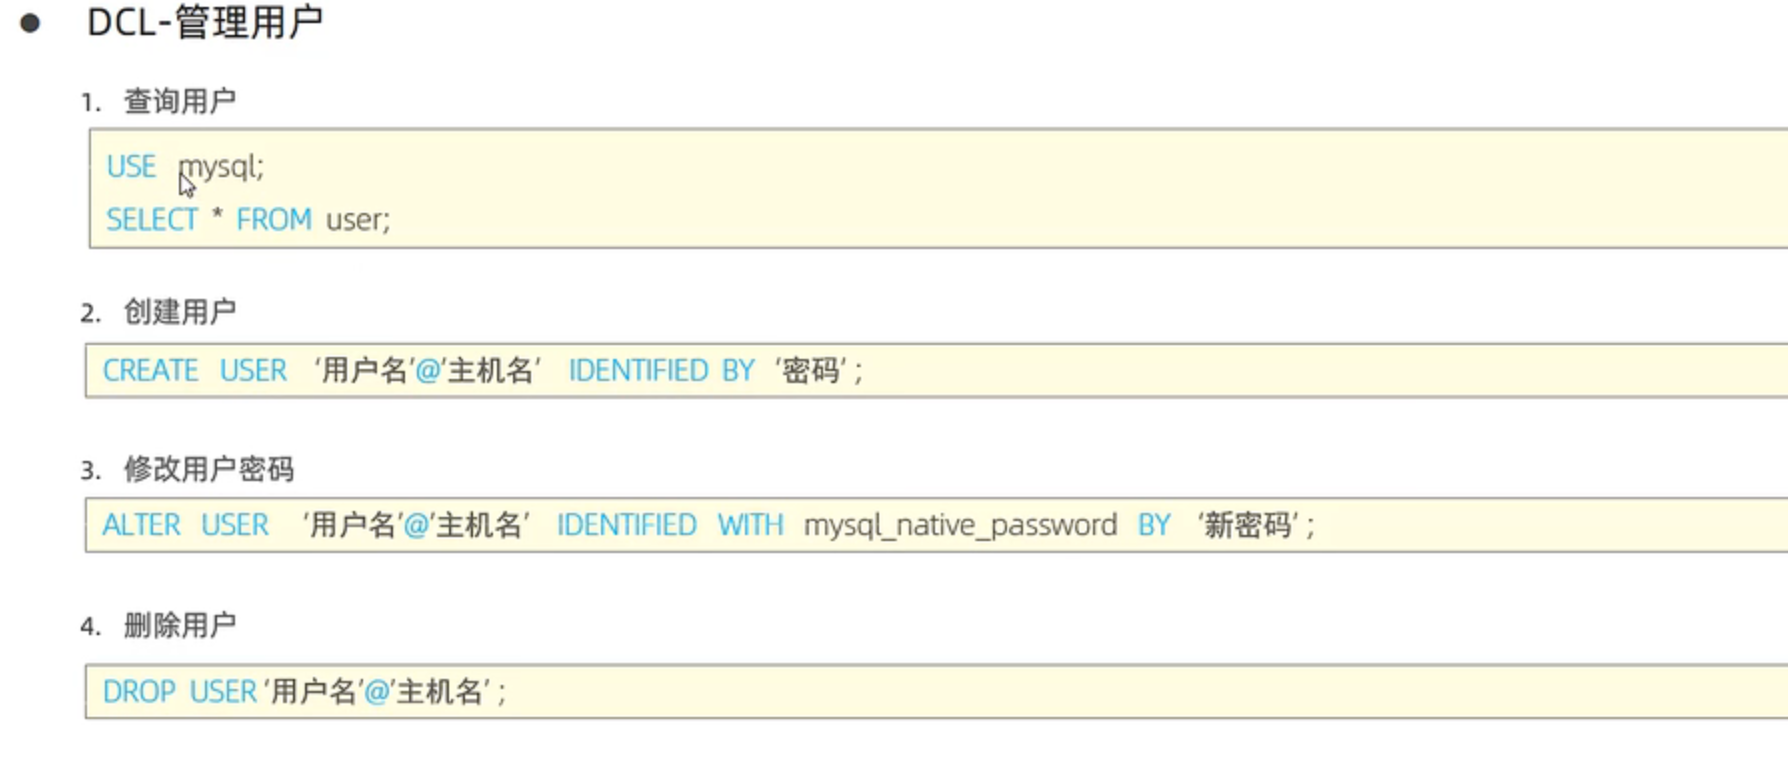 DCL-管理用户
1. 查询用户
USE mysql;
SELECT * FROM user;
2. 创建用户
CREATE USER '用户名'@'主机名' IDENTIFIED BY '密码' ;
3. 修改用户密码
ALTER USER '用户名'@'主机名' IDENTIFIED WITH mysql_native_password BY '新密码' ;
4. 删除用户
DROP USER '用户名'@'主机名' ;